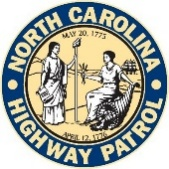 NORTH CAROLINA
MAY 20, 1775
APRIL 12, 1776
HIGHWAY PATROL